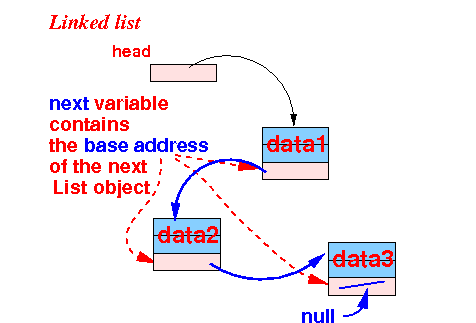 Linked list
head
next variable
contains
the base address
of the next
List object
data1
data2
data3
null